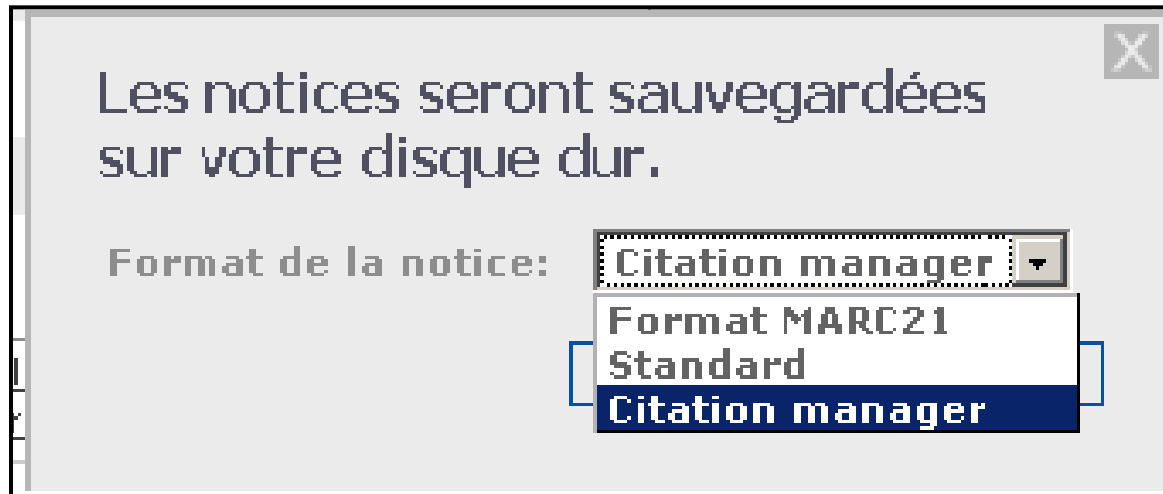 X
Les notices seront sauvegardées
sur votre disque dur.
Format de la notice: Citation manager
Format MARC21
Standard
Citation manager